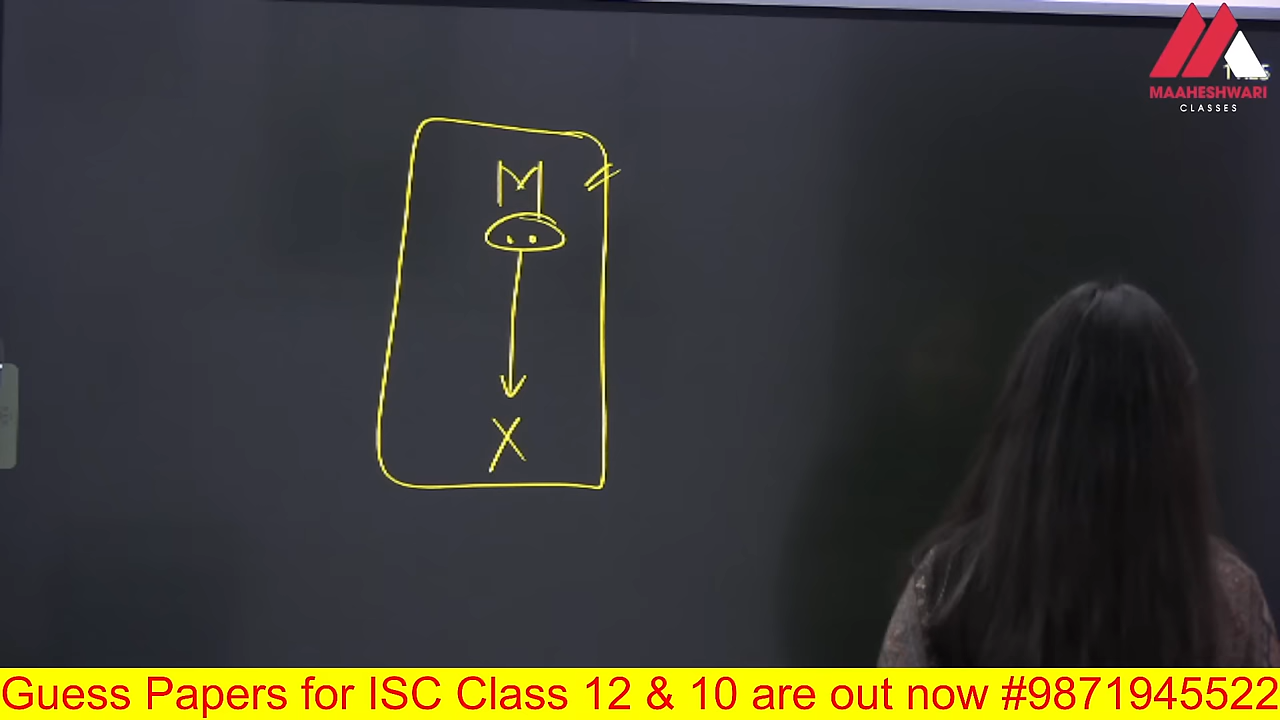 MAAHESHWARI
CLASSES
M
X
Guess Papers for ISC Class 12 & 10 are out now #9871945522